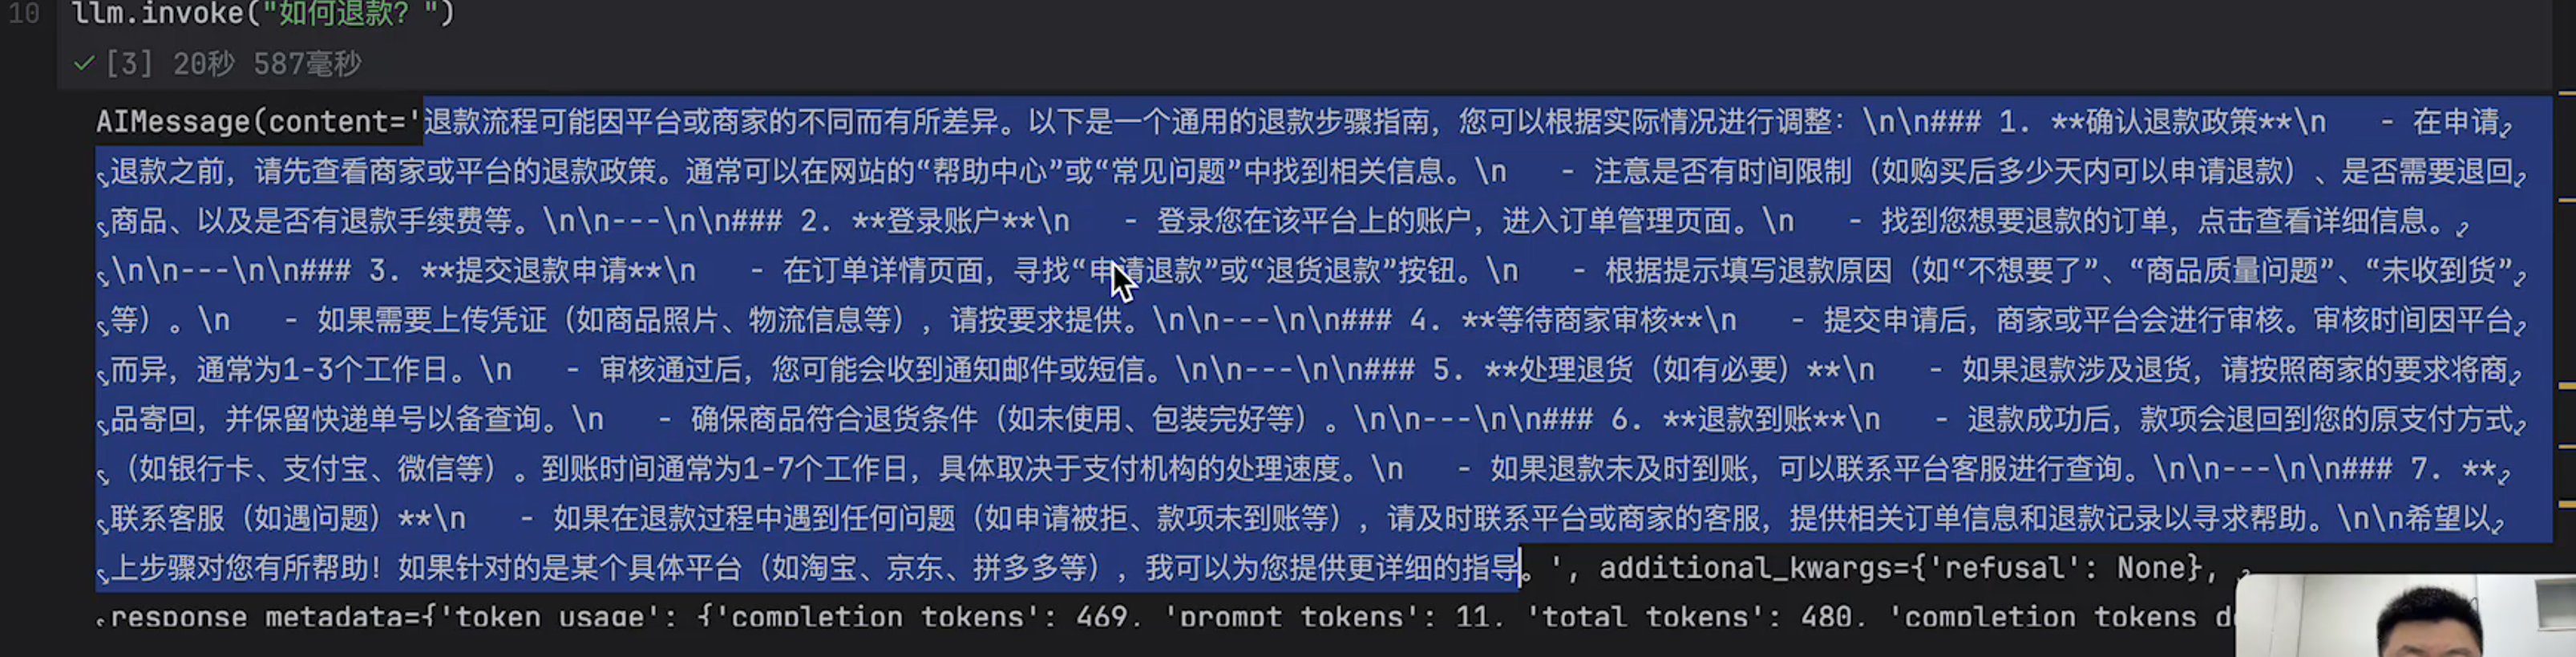 10 llm.invoke("如何退款？")
[3] 20秒 587毫秒
AIMessage(content='退款流程可能因平台或商家的不同而有所差异。以下是一个通用的退款步骤指南，您可以根据实际情况进行调整：\n\n### 1. **确认退款政策**\n   - 在申请
退款之前，请先查看商家或平台的退款政策。通常可以在网站的“帮助中心”或“常见问题”中找到相关信息。\n   - 注意是否有时间限制（如购买后多少天内可以申请退款）、是否需要退回
商品、以及是否有退款手续费等。\n\n---\n\n### 2. **登录账户**\n   - 登录您在该平台上的账户，进入订单管理页面。\n   - 找到您想要退款的订单，点击查看详细信息。
\n\n---\n\n### 3. **提交退款申请**\n   - 在订单详情页面，寻找“申请退款”或“退货退款”按钮。\n   - 根据提示填写退款原因（如“不想要了”、“商品质量问题”、“未收到货”
等）。\n   - 如果需要上传凭证（如商品照片、物流信息等），请按要求提供。\n\n---\n\n### 4. **等待商家审核**\n   - 提交申请后，商家或平台会进行审核。审核时间因平台
而异，通常为1-3个工作日。\n   - 审核通过后，您可能会收到通知邮件或短信。\n\n---\n\n### 5. **处理退货（如有必要）**\n   - 如果退款涉及退货，请按照商家的要求将商
品寄回，并保留快递单号以备查询。\n   - 确保商品符合退货条件（如未使用、包装完好等）。\n\n---\n\n### 6. **退款到账**\n   - 退款成功后，款项会退回到您的原支付方式
（如银行卡、支付宝、微信等）。到账时间通常为1-7个工作日，具体取决于支付机构的处理速度。\n   - 如果退款未及时到账，可以联系平台客服进行查询。\n\n---\n\n### 7. **
联系客服（如遇问题）**\n   - 如果在退款过程中遇到任何问题（如申请被拒、款项未到账等），请及时联系平台或商家的客服，提供相关订单信息和退款记录以寻求帮助。\n\n希望以
上步骤对您有所帮助！如果针对的是某个具体平台（如淘宝、京东、拼多多等），我可以为您提供更详细的指导。', additional_kwargs={'refusal': None},
response_metadata={'token_usage': {'completion_tokens': 469, 'prompt_tokens': 11, 'total_tokens': 480, 'completion_tokens